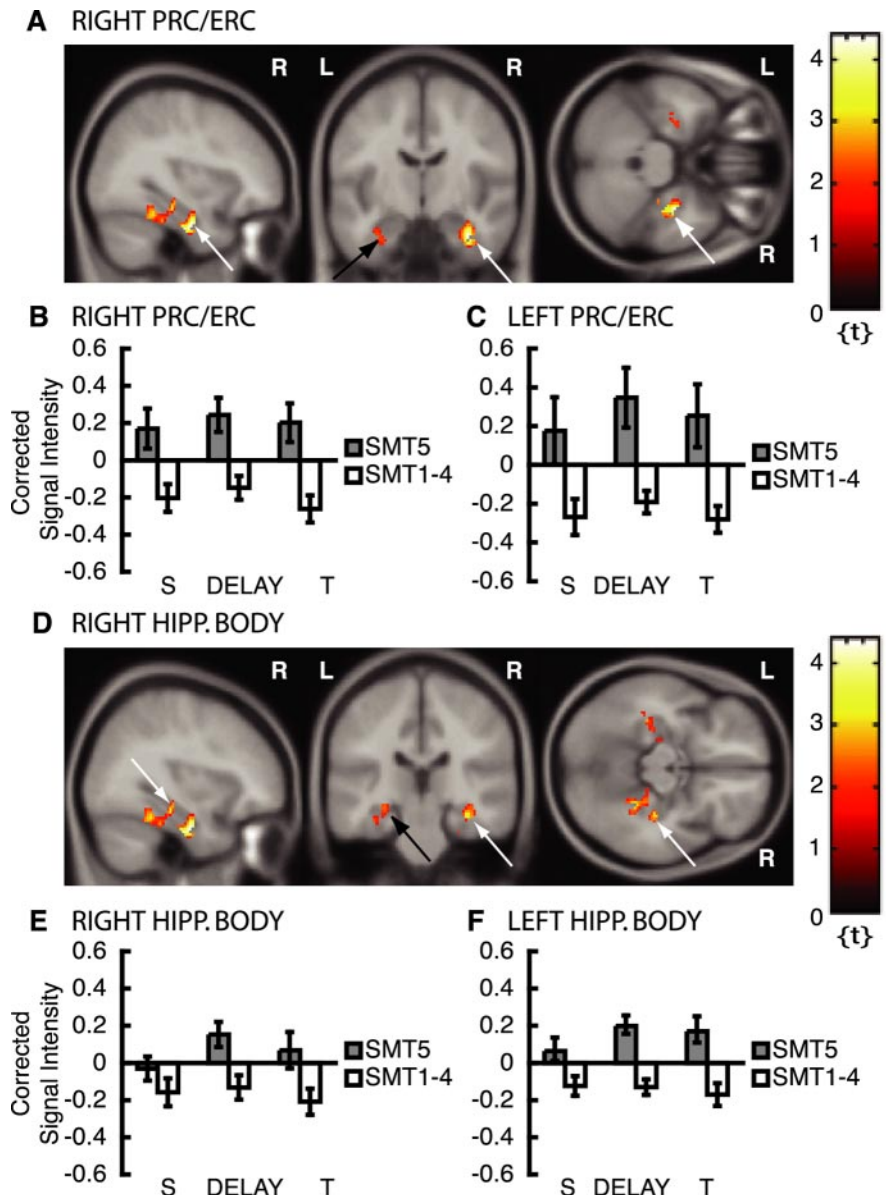 A RIGHT PRC/ERC
R L R L
R
4
3
2
1
0
{t}
B RIGHT PRC/ERC
Corrected
Signal Intensity
0.6
0.4
0.2
0
-0.2
-0.4
-0.6
SMT5
SMT1-4
S DELAY T
C LEFT PRC/ERC
0.6
0.4
0.2
0
-0.2
-0.4
-0.6
SMT5
SMT1-4
S DELAY T
D RIGHT HIPP. BODY
R L R L
R
4
3
2
1
0
{t}
E RIGHT HIPP. BODY
Corrected
Signal Intensity
0.6
0.4
0.2
0
-0.2
-0.4
-0.6
SMT5
SMT1-4
S DELAY T
F LEFT HIPP. BODY
0.6
0.4
0.2
0
-0.2
-0.4
-0.6
SMT5
SMT1-4
S DELAY T